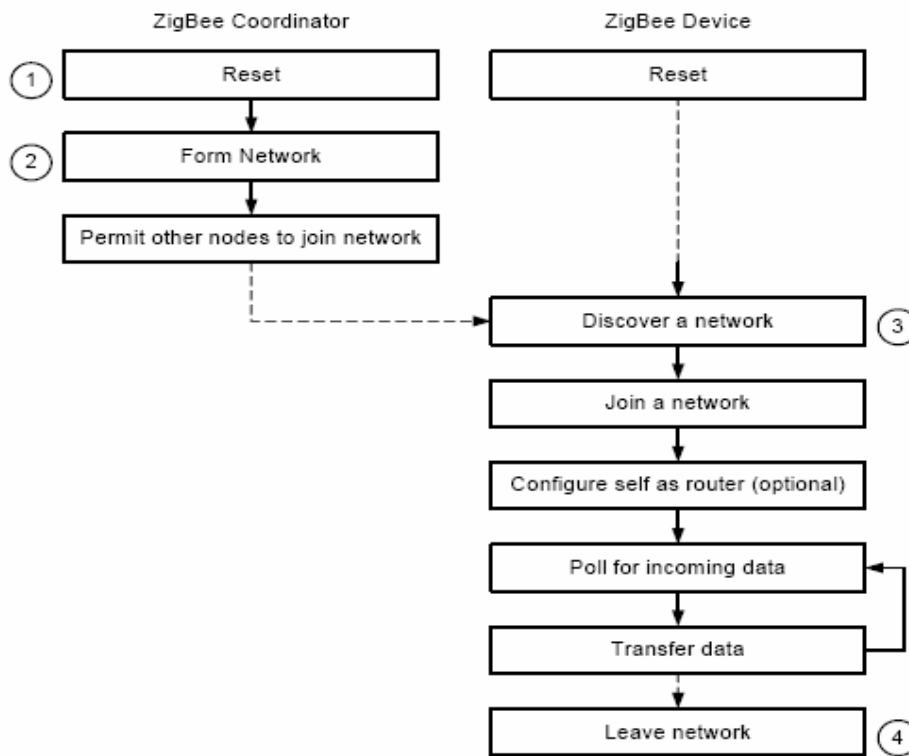 ZigBee Coordinator
ZigBee Device
1
Reset
Reset
2
Form Network
Permit other nodes to join network
Discover a network
3
Join a network
Configure self as router (optional)
Poll for incoming data
Transfer data
Leave network
4